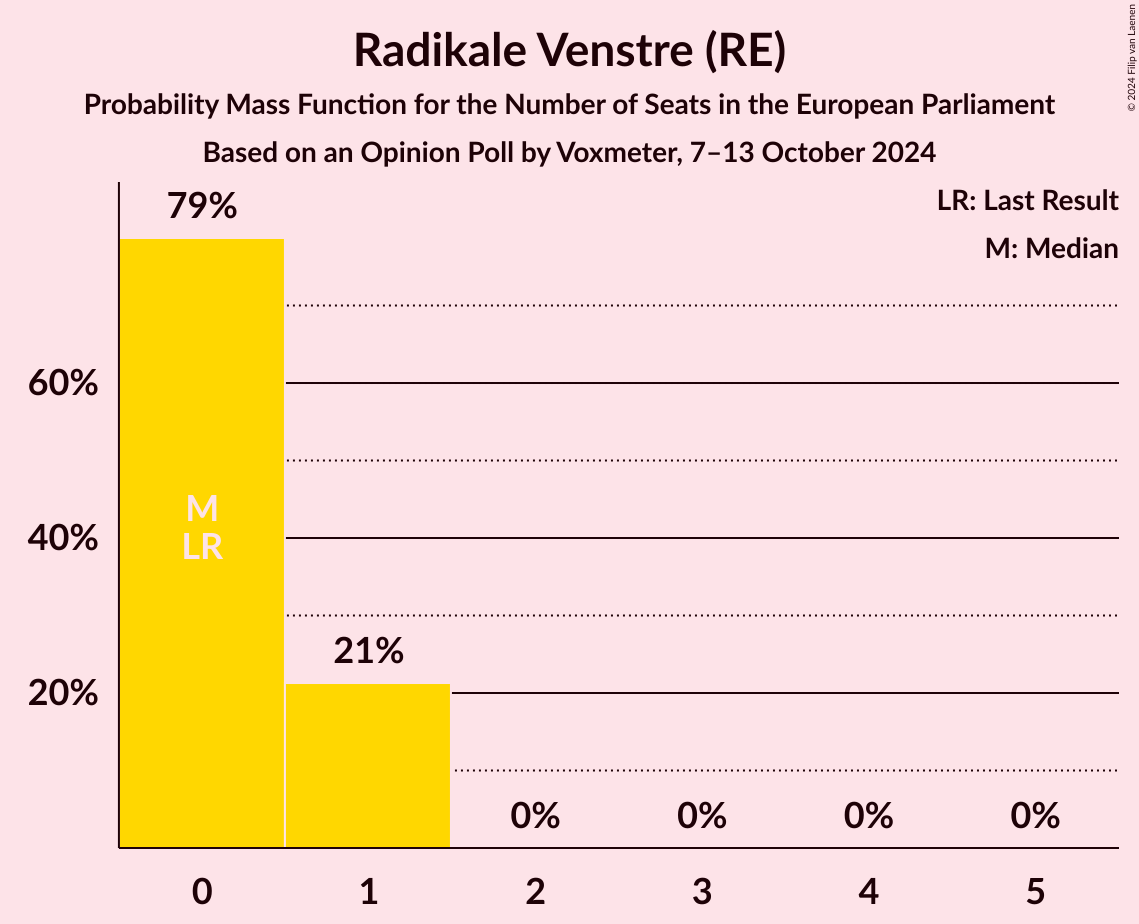 Radikale Venstre (RE)
Probability Mass Function for the Number of Seats in the European Parliament
Based on an Opinion Poll by Voxmeter, 7–13 October 2024
© 2024 Filip van Laenen
LR: Last Result
M: Median
79%
60%
M
40%
LR
21%
20%
0%
0%
0%
0%
0
1
2
3
4
5